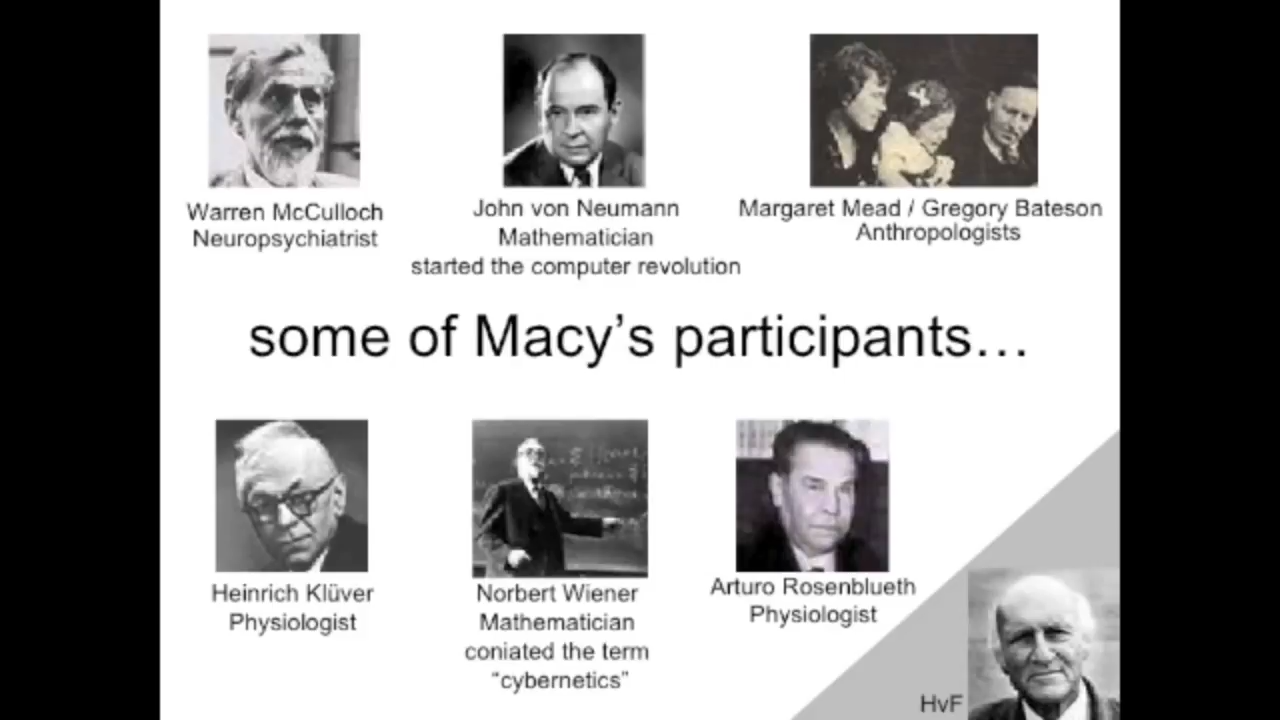 Warren McCulloch
Neuropsychiatrist
John von Neumann
Mathematician
started the computer revolution
Margaret Mead / Gregory Bateson
Anthropologists
some of Macy’s participants…
Heinrich Klüver
Physiologist
Norbert Wiener
Mathematician
coniated the term
“cybernetics”
Arturo Rosenblueth
Physiologist
HvF